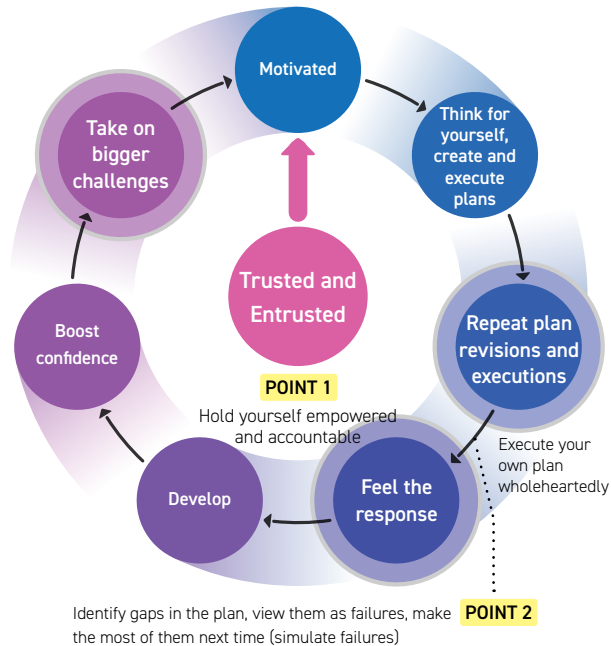 Motivated
Think for
yourself,
create and
execute
plans
Repeat plan
revisions and
executions
Execute your
own plan
wholeheartedly
Feel the
response
Develop
Boost
confidence
Take on
bigger
challenges
Trusted and
Entrusted
POINT 1
Hold yourself empowered
and accountable
Identify gaps in the plan, view them as failures, make POINT 2
the most of them next time (simulate failures)